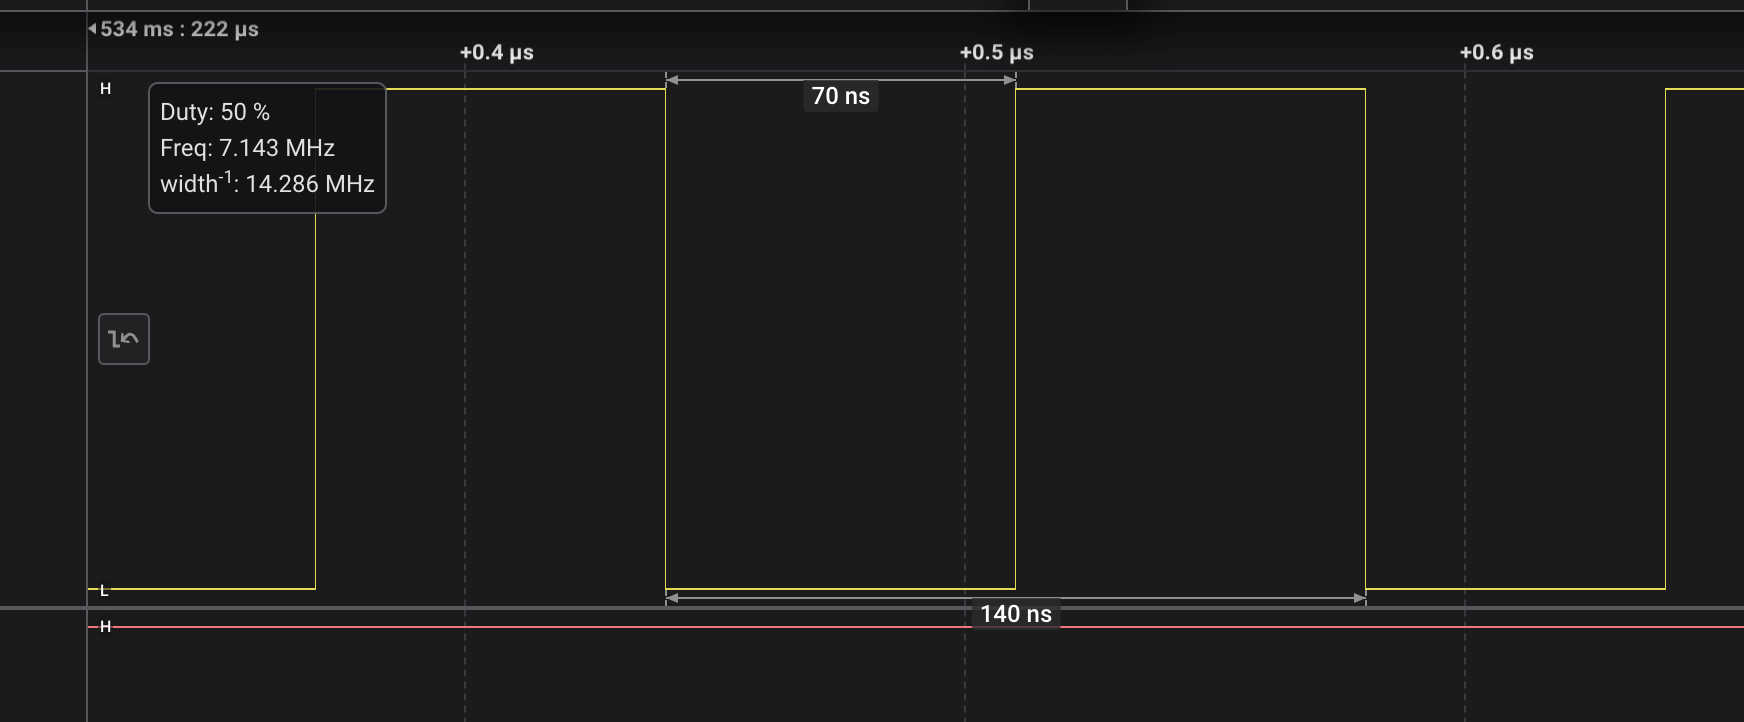 534 ms : 222 µs
+0.4 µs
+0.5 µs
+0.6 µs
H
70 ns
Duty: 50 %
Freq: 7.143 MHz
width⁻¹: 14.286 MHz
L
140 ns
H